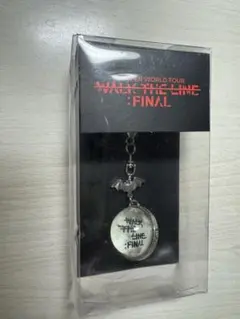 WORLD TOUR
WALK THE LINE
:FINAL
WALK
THE
LINE
:FINAL